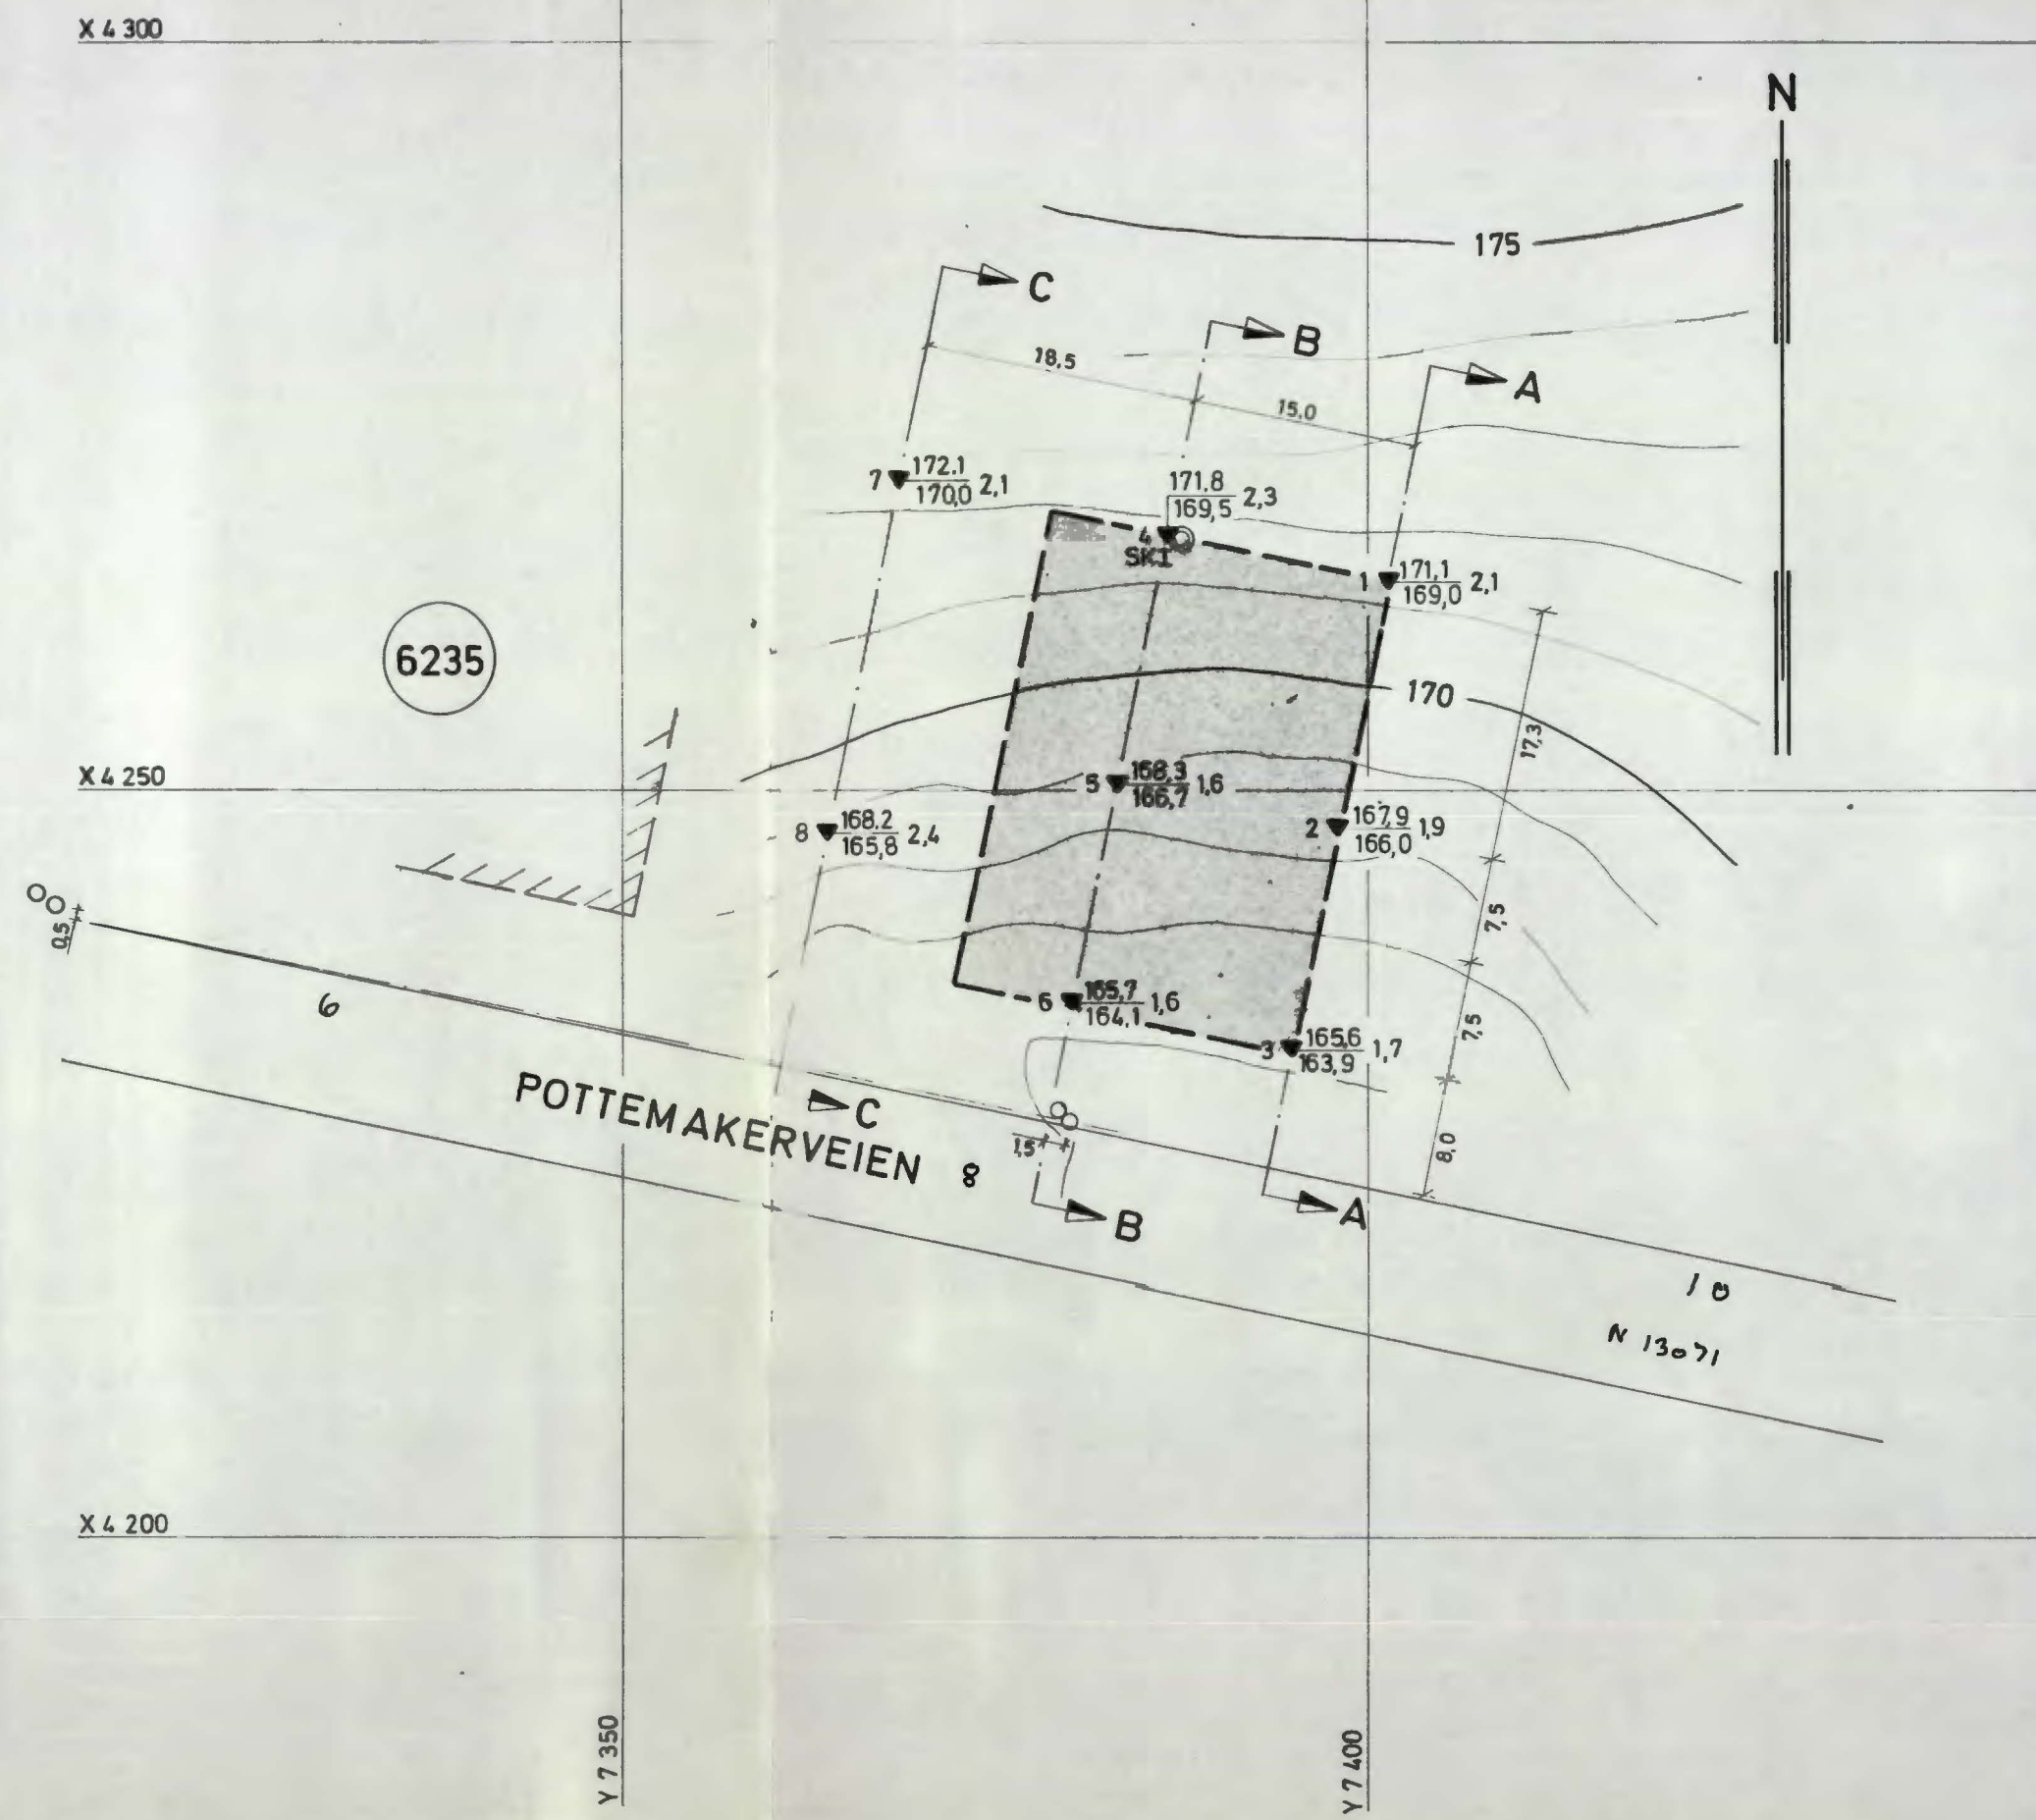 X 4 300
N
175
C
B
A
18.5
15.0
7 172.1 170,0 2,1
171.8 169,5 2,3
4
SKI
1 171,1 169,0 2,1
6235
170
17,3
X 4 250
5 168.3 166,7 1,6
8 168.2 165,8 2,4
2 167,9 166,0 1,9
0,5
7,5
6
6 165,7 164,1 1,6
7,5
3 165,6 163,9 1,7
POTTEMAKERVEIEN 8
C
1,5
8,0
B
A
10
N 13071
X 4 200
Y 7 350
Y 7 400